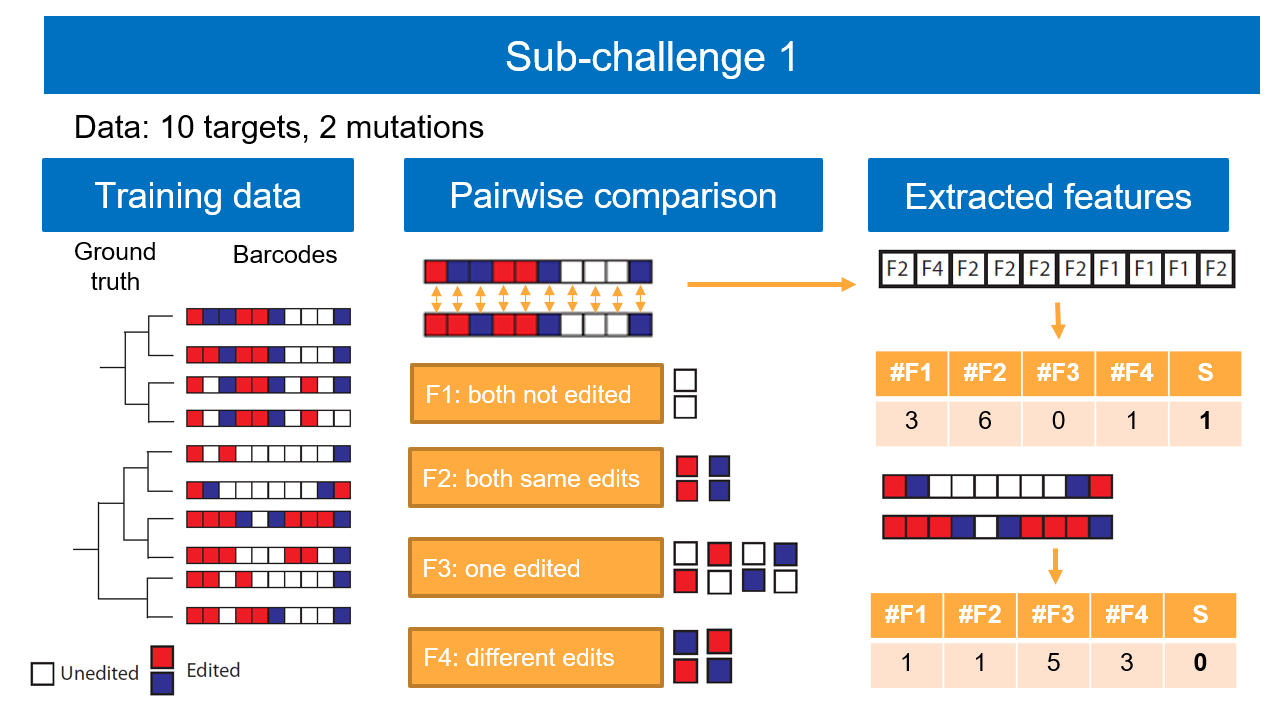 Sub-challenge 1
Data: 10 targets, 2 mutations
Training data
Ground
truth
Barcodes
Unedited
Edited
Pairwise comparison
F1: both not edited
F2: both same edits
F3: one edited
F4: different edits
Extracted features
F2 F4 F2 F2 F2 F2 F1 F1 F1 F2
#F1 #F2 #F3 #F4 S
3 6 0 1 1
#F1 #F2 #F3 #F4 S
1 1 5 3 0